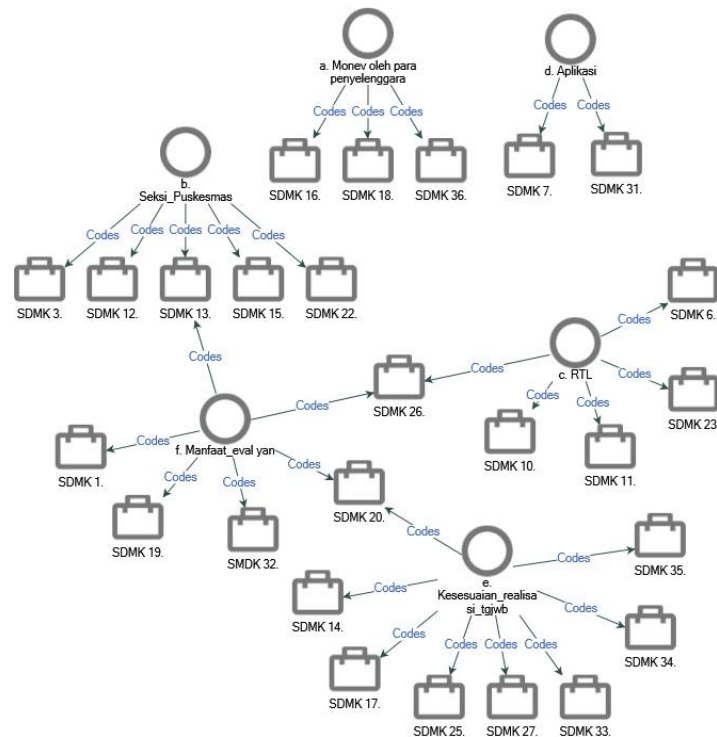 a. Monev oleh para
penyelenggara
d. Aplikasi
Codes
Codes
Codes
Codes
Codes
SDMK 16.
SDMK 18.
SDMK 36.
SDMK 7.
SDMK 31.
b.
Seksi_Puskesmas
Codes
Codes
Codes
Codes
Codes
SDMK 3.
SDMK 12.
SDMK 13.
SDMK 15.
SDMK 22.
SDMK 6.
Codes
Codes
Codes
c. RTL
Codes
Codes
SDMK 26.
Codes
Codes
Codes
SDMK 23
f. Manfaat_eval yan
Codes
SDMK 1.
Codes
Codes
Codes
SDMK 10.
SDMK 11.
SDMK 19.
SMDK 32.
SDMK 20.
Codes
e.
Kesesuaian_realisa
si_tgjwb
Codes
SDMK 35.
Codes
SDMK 14.
Codes
Codes
SDMK 34.
Codes
Codes
Codes
SDMK 17.
SDMK 25.
SDMK 27.
SDMK 33.